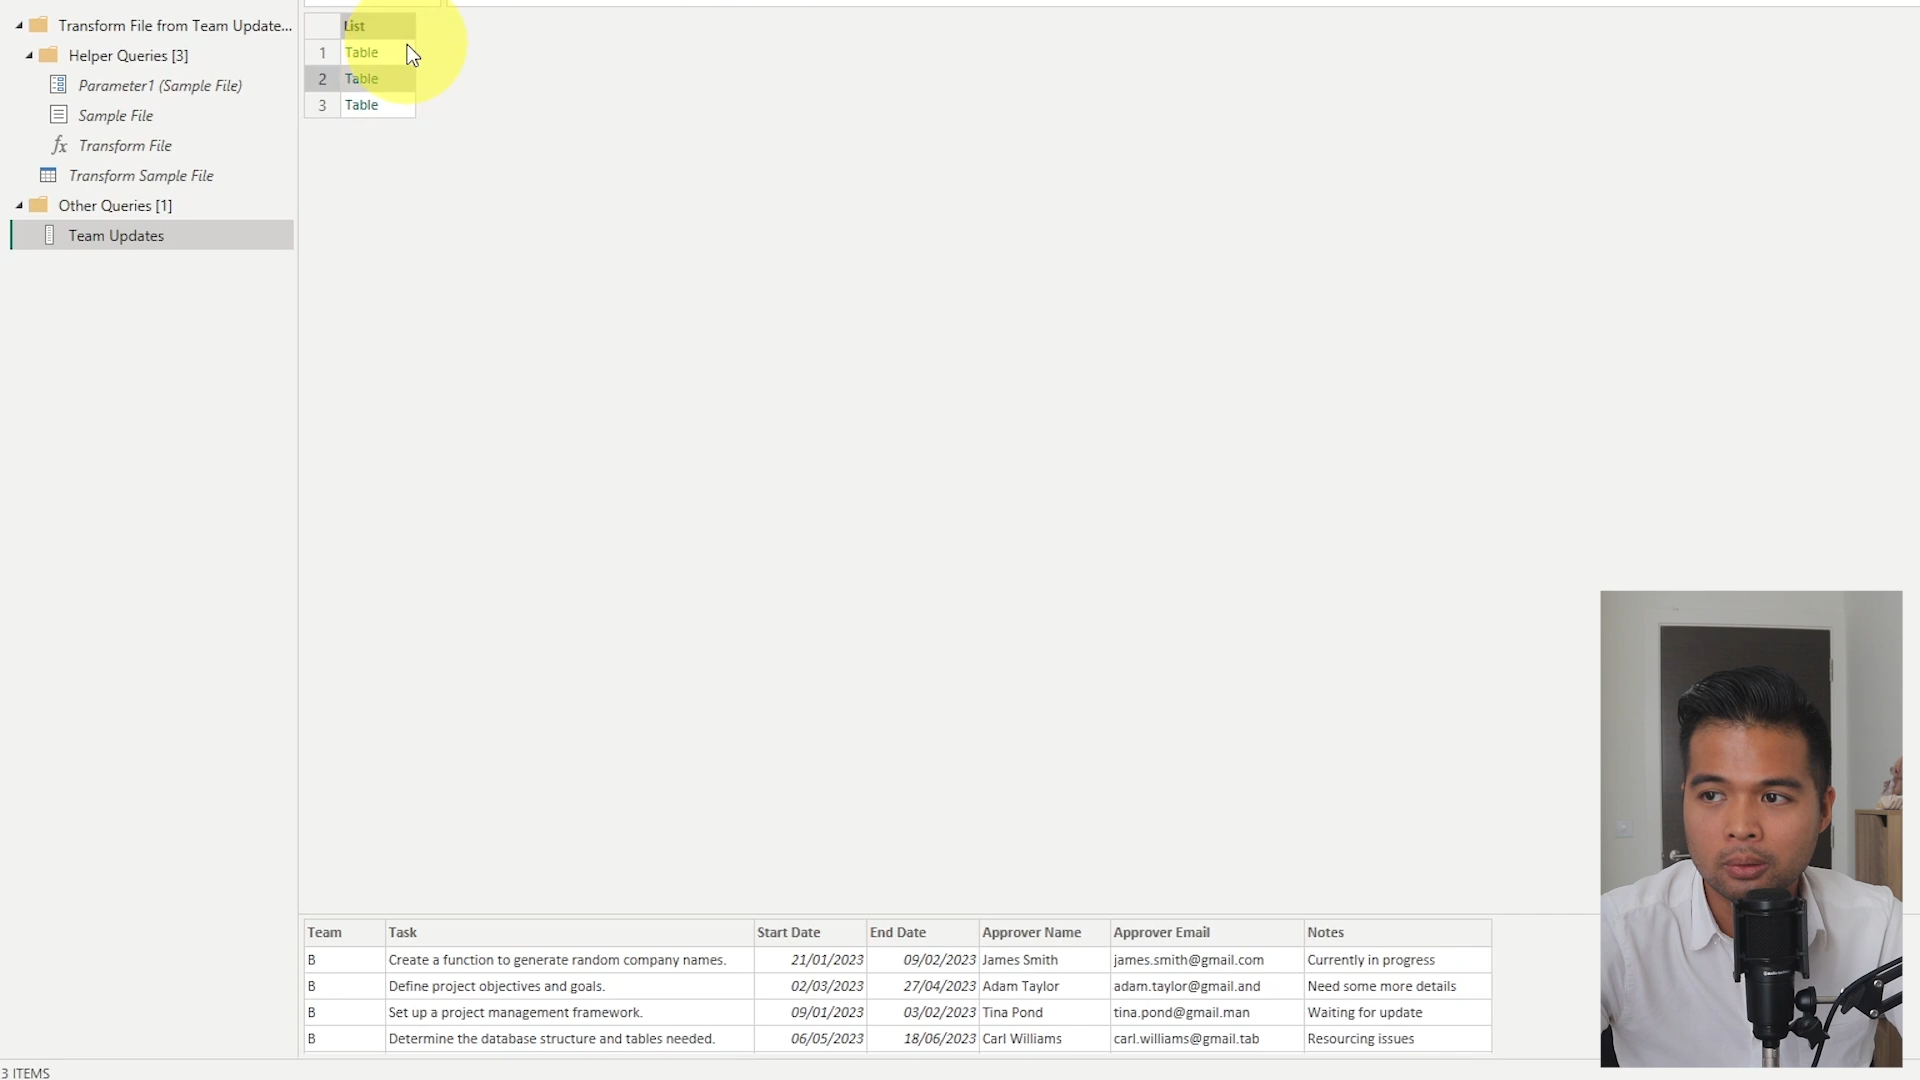 Transform File from Team Update...
Helper Queries [3]
Parameter1 (Sample File)
Sample File
fx Transform File
Transform Sample File
Other Queries [1]
Team Updates
List
1 Table
2 Table
3 Table
Team Task Start Date End Date Approver Name Approver Email Notes
B Create a function to generate random company names. 21/01/2023 09/02/2023 James Smith james.smith@gmail.com Currently in progress
B Define project objectives and goals. 02/03/2023 27/04/2023 Adam Taylor adam.taylor@gmail.and Need some more details
B Set up a project management framework. 09/01/2023 03/02/2023 Tina Pond tina.pond@gmail.man Waiting for update
B Determine the database structure and tables needed. 06/05/2023 18/06/2023 Carl Williams carl.williams@gmail.tab Resourcing issues
3 ITEMS